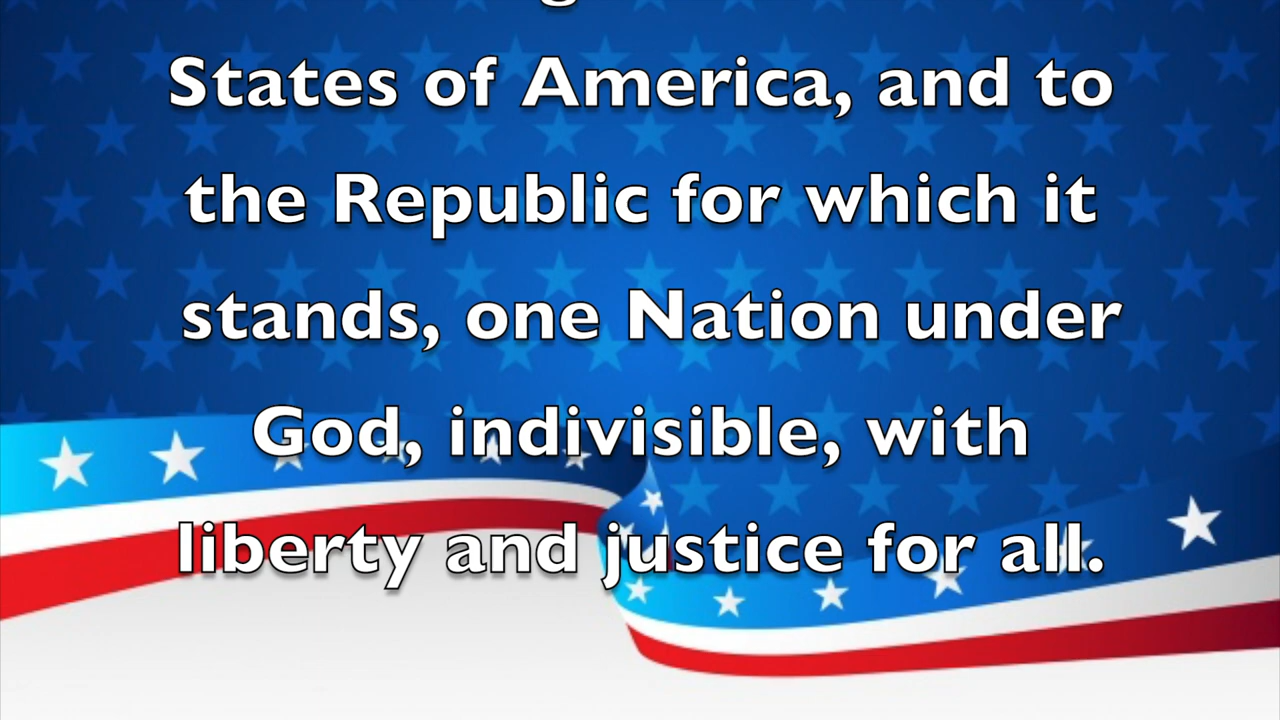 States of America, and to
the Republic for which it
stands, one Nation under
God, indivisible, with
liberty and justice for all.